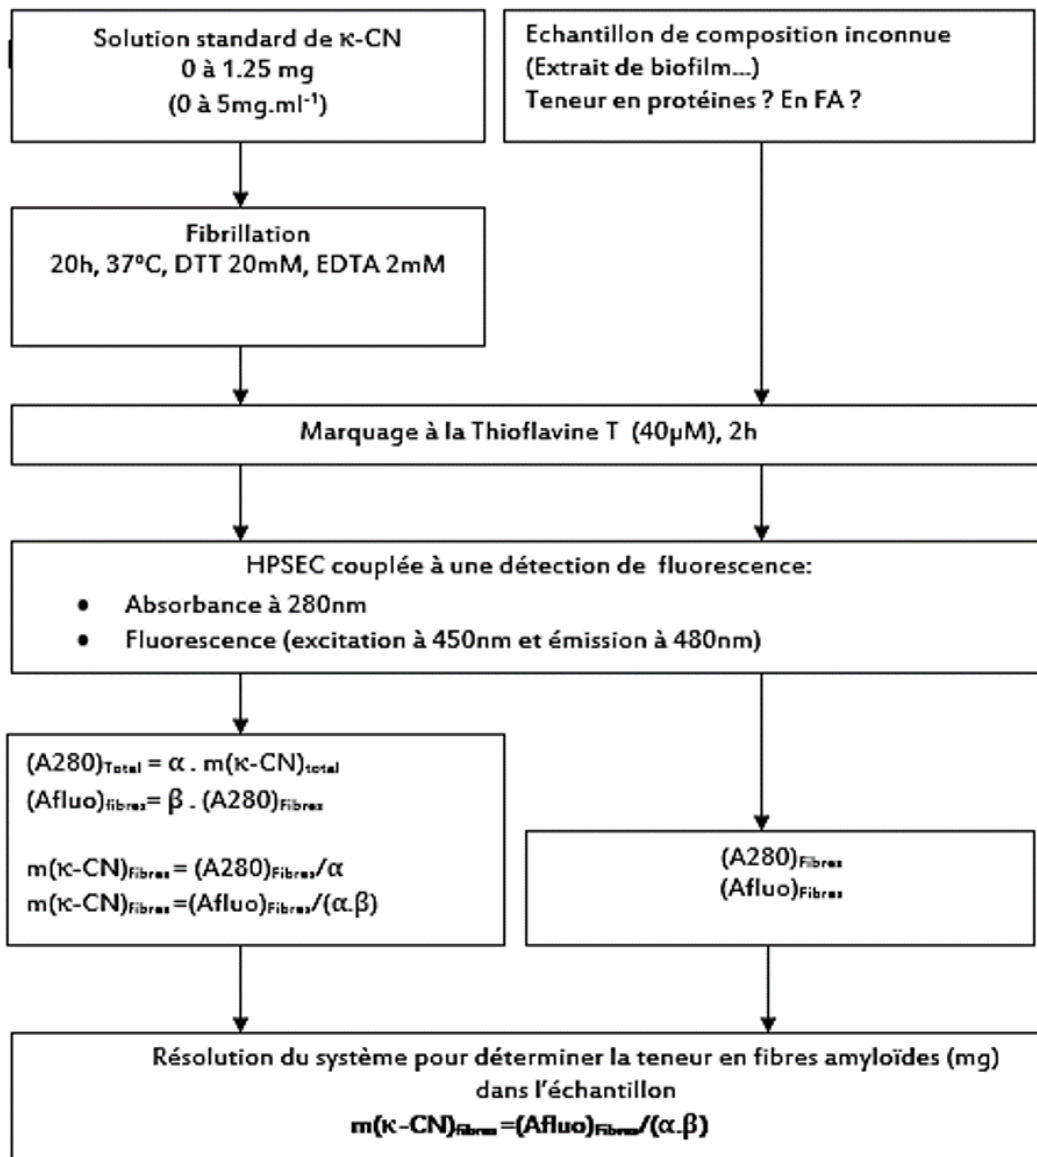 Solution standard de κ-CN
0 à 1.25 mg
(0 à 5mg.ml⁻¹)
Echantillon de composition inconnue
(Extrait de biofilm...)
Teneur en protéines ? En FA ?
Fibrillation
20h, 37°C, DTT 20mM, EDTA 2mM
Marquage à la Thioflavine T (40µM), 2h
HPSEC couplée à une détection de fluorescence:
• Absorbance à 280nm
• Fluorescence (excitation à 450nm et émission à 480nm)
(A280)Total = α . m(κ-CN)total
(Afluo)fibres= β . (A280)Fibres
m(κ-CN)Fibres = (A280)Fibres/α
m(κ-CN)Fibres =(Afluo)Fibres/(α.β)
(A280)Fibres
(Afluo)Fibres
Résolution du système pour déterminer la teneur en fibres amyloïdes (mg)
dans l'échantillon
m(κ-CN)fibres =(Afluo)Fibres/(α.β)